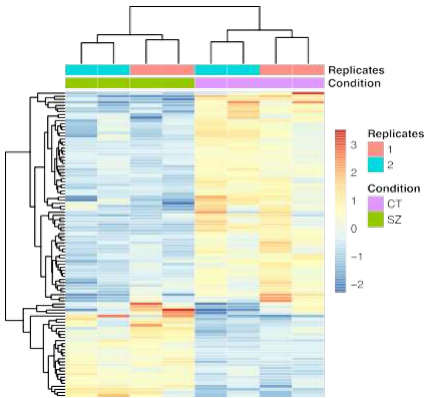 Replicates
Condition
Replicates
1
2
Condition
CT
SZ
3
2
1
0
−1
−2